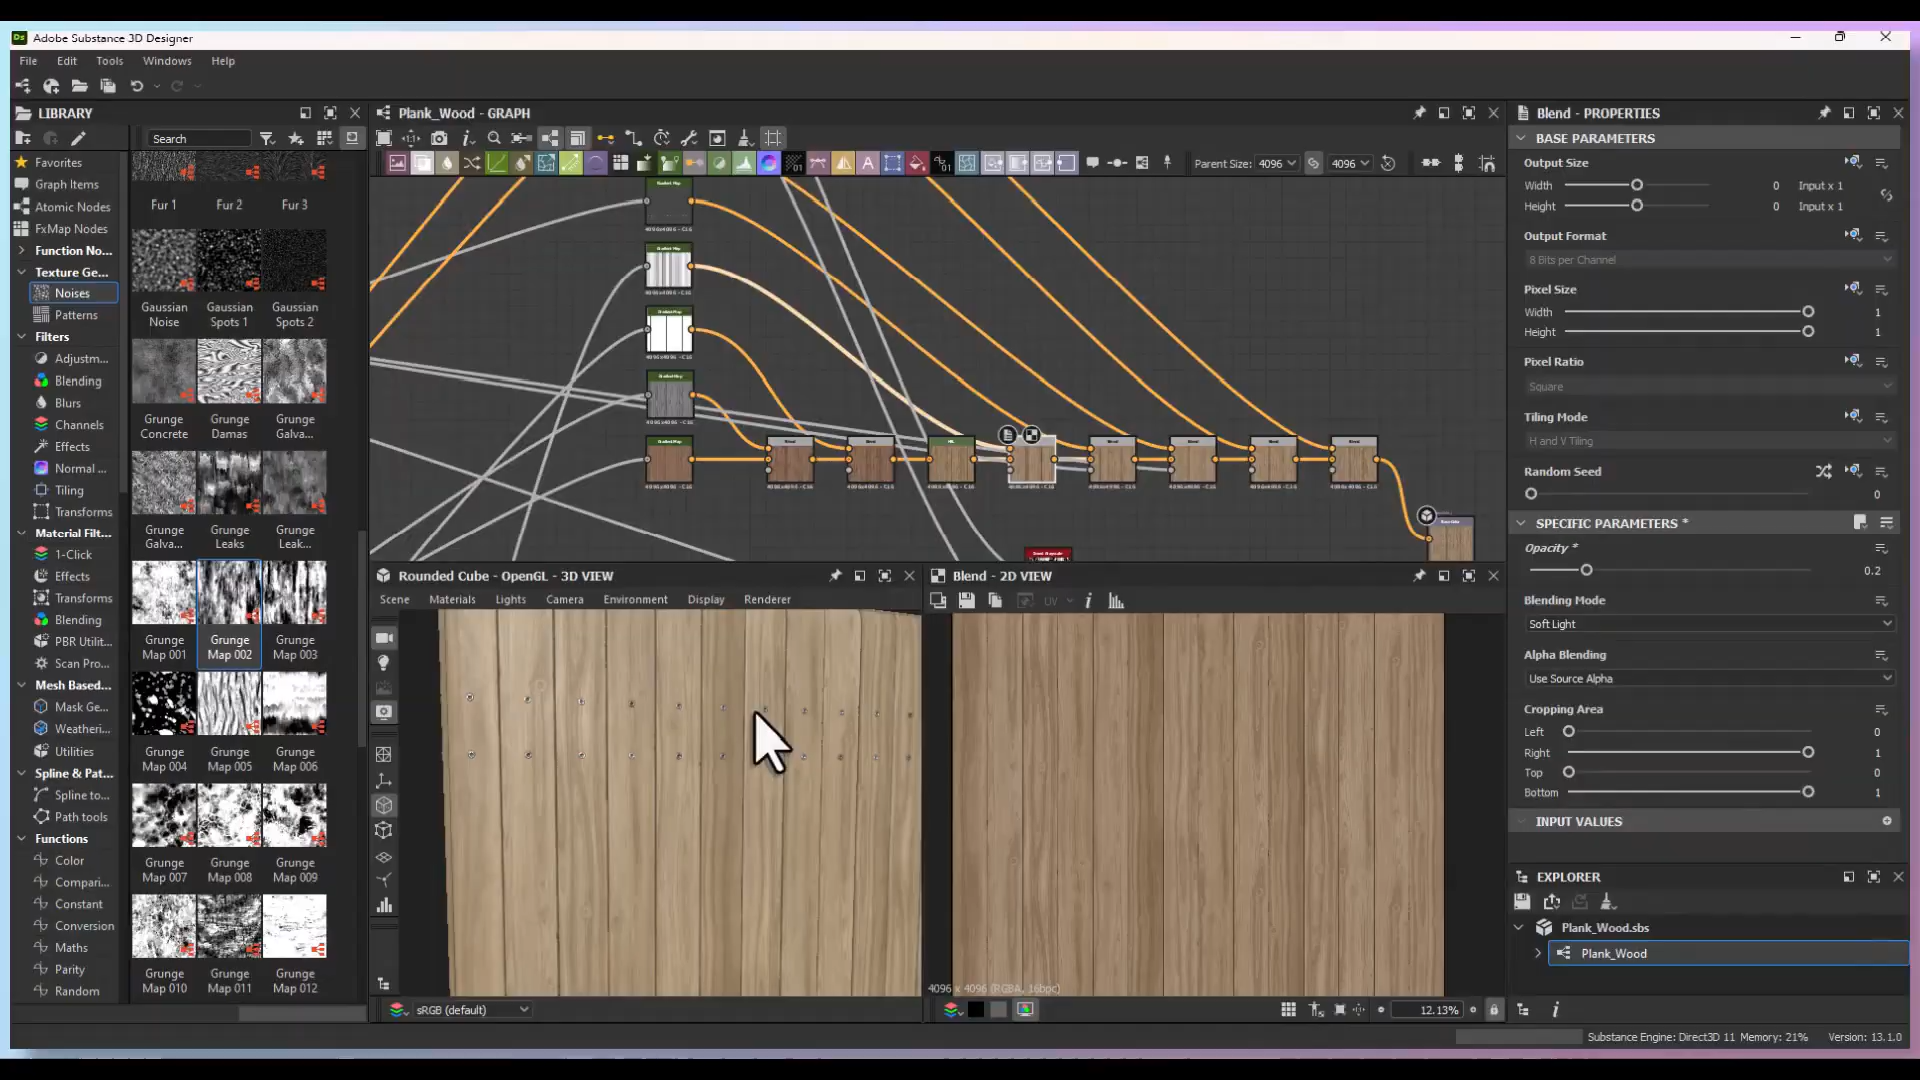 Adobe Substance 3D Designer
File Edit Tools Windows Help
LIBRARY
Search
Favorites
Graph Items
Atomic Nodes
FxMap Nodes
Function No...
Texture Ge...
Noises
Patterns
Filters
Adjustm...
Blending
Blurs
Channels
Effects
Normal ...
Tiling
Transforms
Material Filt...
1-Click
Effects
Transforms
Blending
PBR Utilit...
Scan Pro...
Mesh Based...
Mask Ge...
Weatheri...
Utilities
Spline & Pat...
Spline to...
Path tools
Functions
Color
Compari...
Constant
Conversion
Maths
Parity
Random
Fur 1 Fur 2 Fur 3
Gaussian Noise
Gaussian Spots 1
Gaussian Spots 2
Grunge Concrete
Grunge Damas
Grunge Galva...
Grunge Galva...
Grunge Leaks
Grunge Leak...
Grunge Map 001
Grunge Map 002
Grunge Map 003
Grunge Map 004
Grunge Map 005
Grunge Map 006
Grunge Map 007
Grunge Map 008
Grunge Map 009
Grunge Map 010
Grunge Map 011
Grunge Map 012
Plank_Wood - GRAPH
Parent Size: 4096 4096
Rounded Cube - OpenGL - 3D VIEW
Scene Materials Lights Camera Environment Display Renderer
sRGB (default)
Blend - 2D VIEW
UV
4096 x 4096 (RGBA, 16bpc)
12.13%
Blend - PROPERTIES
BASE PARAMETERS
Output Size
Width 0 Input x 1
Height 0 Input x 1
Output Format
8 Bits per Channel
Pixel Size
Width 1
Height 1
Pixel Ratio
Square
Tiling Mode
H and V Tiling
Random Seed
0
SPECIFIC PARAMETERS *
Opacity *
0.2
Blending Mode
Soft Light
Alpha Blending
Use Source Alpha
Cropping Area
Left 0
Right 1
Top 0
Bottom 1
INPUT VALUES
EXPLORER
Plank_Wood.sbs
Plank_Wood
Substance Engine: Direct3D 11 Memory: 21% Version: 13.1.0